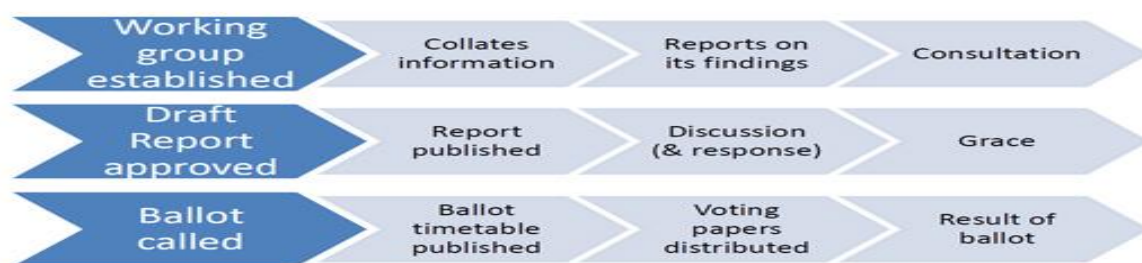 Working
group
established
Collates
information
Reports on
its findings
Consultation
Draft
Report
approved
Report
published
Discussion
(& response)
Grace
Ballot
called
Ballot
timetable
published
Voting
papers
distributed
Result of
ballot